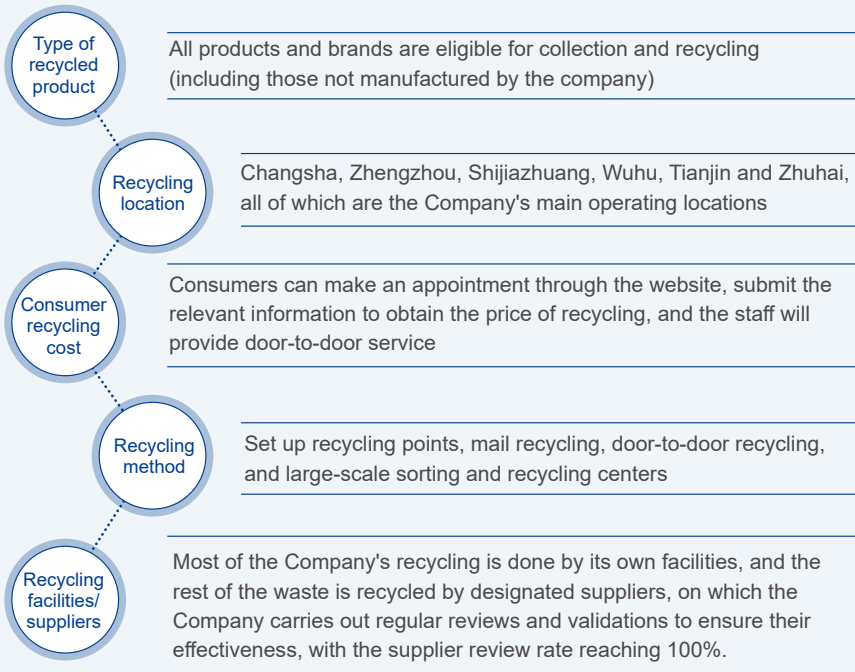 Type of
recycled
product
All products and brands are eligible for collection and recycling
(including those not manufactured by the company)
Recycling
location
Changsha, Zhengzhou, Shijiazhuang, Wuhu, Tianjin and Zhuhai,
all of which are the Company's main operating locations
Consumer
recycling
cost
Consumers can make an appointment through the website, submit the
relevant information to obtain the price of recycling, and the staff will
provide door-to-door service
Recycling
method
Set up recycling points, mail recycling, door-to-door recycling,
and large-scale sorting and recycling centers
Recycling
facilities/
suppliers
Most of the Company's recycling is done by its own facilities, and the
rest of the waste is recycled by designated suppliers, on which the
Company carries out regular reviews and validations to ensure their
effectiveness, with the supplier review rate reaching 100%.